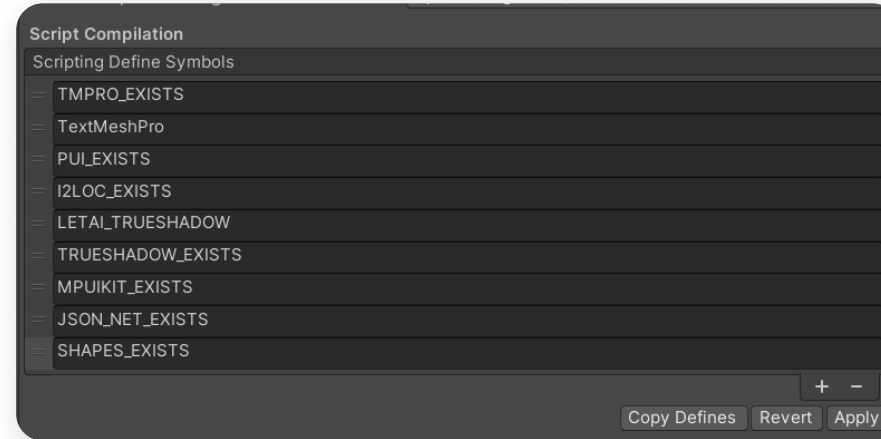 Script Compilation
Scripting Define Symbols
TMPRO_EXISTS
TextMeshPro
PUI_EXISTS
I2LOC_EXISTS
LETAI_TRUESHADOW
TRUESHADOW_EXISTS
MPUIKIT_EXISTS
JSON_NET_EXISTS
SHAPES_EXISTS
+ −
Copy Defines Revert Apply